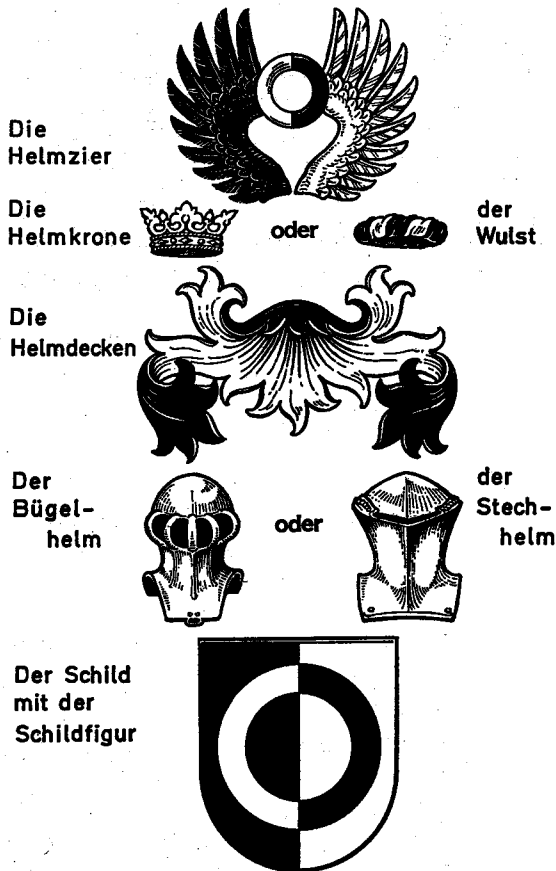 Die
Helmzier
Die
Helmkrone
oder
der
Wulst
Die
Helmdecken
Der
Bügel-
helm
oder
der
Stech-
helm
Der Schild
mit der
Schildfigur